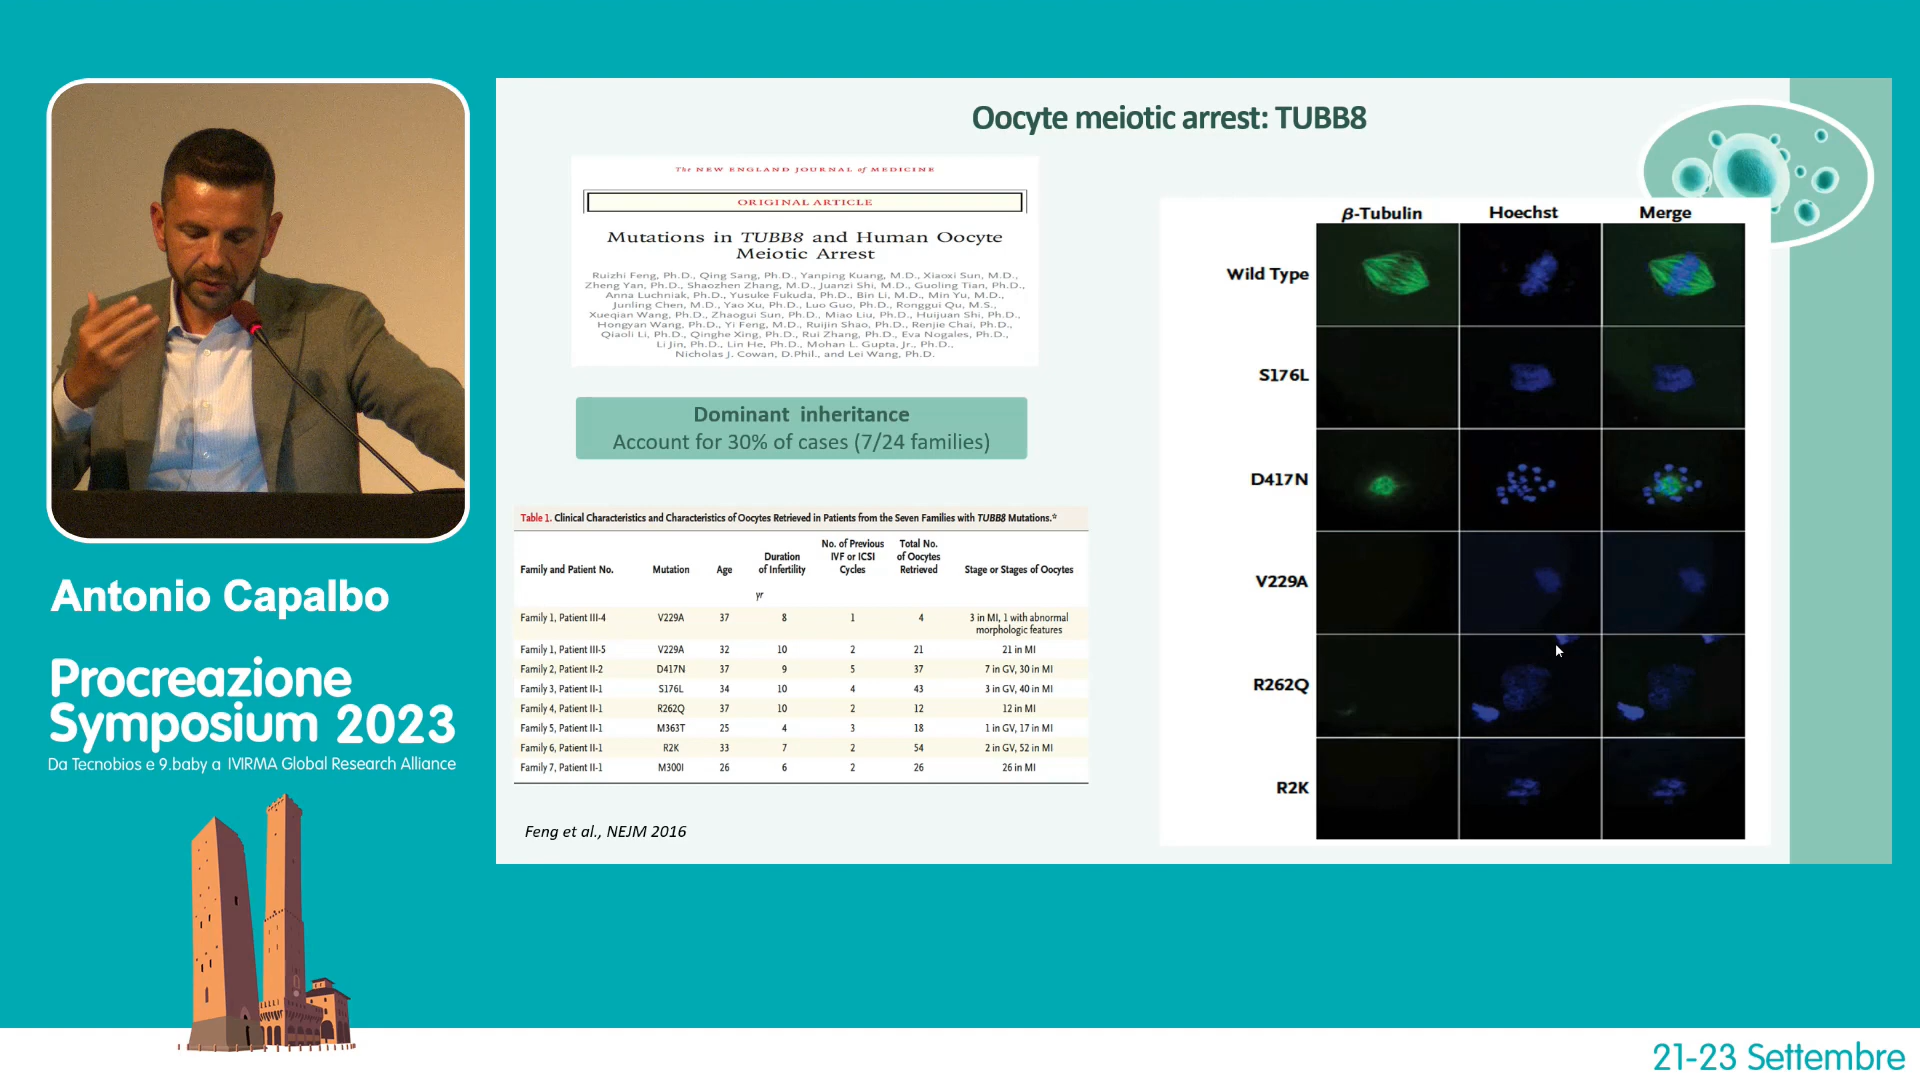 Oocyte meiotic arrest: TUBB8
The NEW ENGLAND JOURNAL of MEDICINE
ORIGINAL ARTICLE
Mutations in TUBB8 and Human Oocyte
Meiotic Arrest
Ruizhi Feng, Ph.D., Qing Sang, Ph.D., Yanping Kuang, M.D., Xiaoxi Sun, M.D.,
Zheng Yan, Ph.D., Shaozhen Zhang, M.D., Juanzi Shi, M.D., Guoling Tian, Ph.D.,
Anna Luchniak, Ph.D., Yusuke Fukuda, Ph.D., Bin Li, M.D., Min Yu, M.D.,
Junling Chen, M.D., Yao Xu, Ph.D., Luo Guo, Ph.D., Ronggui Qu, M.S.,
Xueqian Wang, Ph.D., Zhaogui Sun, Ph.D., Miao Liu, Ph.D., Huijuan Shi, Ph.D.,
Hongyan Wang, Ph.D., Yi Feng, M.D., Ruijin Shao, Ph.D., Renjie Chai, Ph.D.,
Qiaoli Li, Ph.D., Qinghe Xing, Ph.D., Rui Zhang, Ph.D., Eva Nogales, Ph.D.,
Li Jin, Ph.D., Lin He, Ph.D., Mohan L. Gupta, Jr., Ph.D.,
Nicholas J. Cowan, D.Phil., and Lei Wang, Ph.D.
Dominant inheritance
Account for 30% of cases (7/24 families)
Table 1. Clinical Characteristics and Characteristics of Oocytes Retrieved in Patients from the Seven Families with TUBB8 Mutations.*
Family and Patient No. Mutation Age Duration of Infertility No. of Previous IVF or ICSI Cycles Total No. of Oocytes Retrieved Stage or Stages of Oocytes
yr
Family 1, Patient III-4 V229A 37 8 1 4 3 in MI, 1 with abnormal morphologic features
Family 1, Patient III-5 V229A 32 10 2 21 21 in MI
Family 2, Patient II-2 D417N 37 9 5 37 7 in GV, 30 in MI
Family 3, Patient II-1 S176L 34 10 4 43 3 in GV, 40 in MI
Family 4, Patient II-1 R262Q 37 10 2 12 12 in MI
Family 5, Patient II-1 M363T 25 4 3 18 1 in GV, 17 in MI
Family 6, Patient II-1 R2K 33 7 2 54 2 in GV, 52 in MI
Family 7, Patient II-1 M300I 26 6 2 26 26 in MI
Feng et al., NEJM 2016
β-Tubulin Hoechst Merge
Wild Type
S176L
D417N
V229A
R262Q
R2K
Antonio Capalbo
Procreazione
Symposium 2023
Da Tecnobios e 9.baby a IVIRMA Global Research Alliance
21-23 Settembre